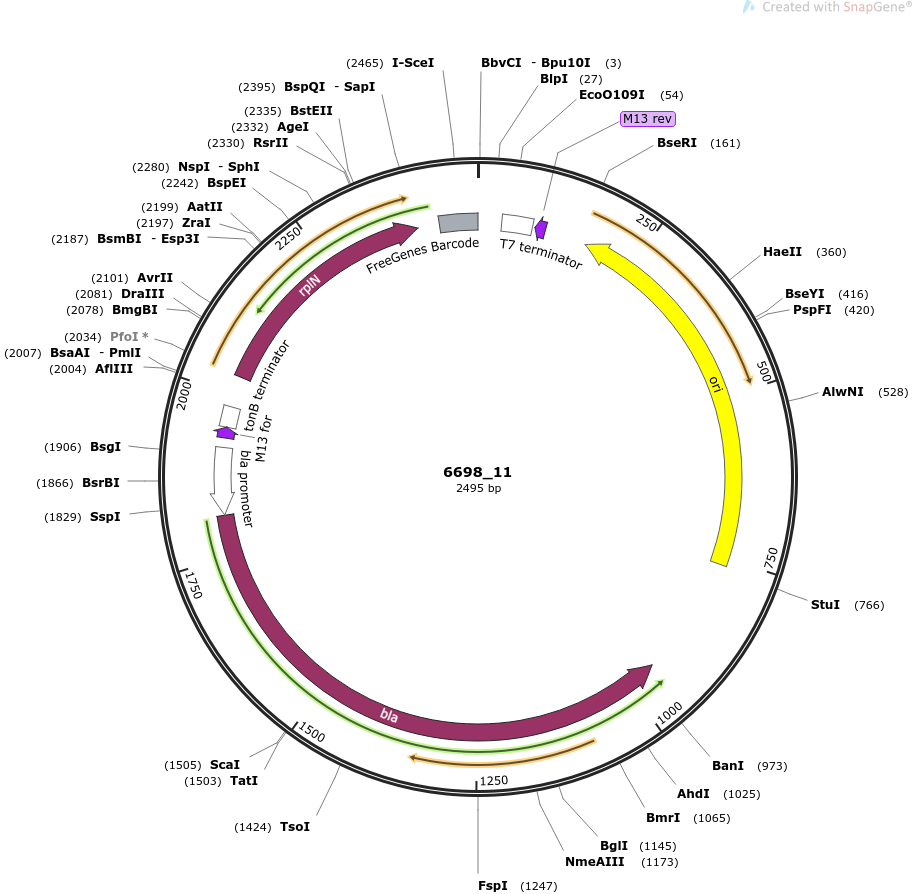 Created with SnapGene®
(2465) I-SceI
BbvCI - Bpu10I (3)
BlpI (27)
EcoO109I (54)
M13 rev
BseRI (161)
(2395) BspQI - SapI
(2335) BstEII
(2332) AgeI
(2330) RsrII
(2280) NspI - SphI
(2242) BspEI
(2199) AatII
(2197) ZraI
(2187) BsmBI - Esp3I
(2101) AvrII
(2081) DraIII
(2078) BmgBI
(2034) PfoI *
(2007) BsaAI - PmlI
(2004) AflIII
(1906) BsgI
(1866) BsrBI
(1829) SspI
HaeII (360)
BseYI (416)
PspFI (420)
AlwNI (528)
StuI (766)
BanI (973)
AhdI (1025)
BmrI (1065)
BglI (1145)
NmeAIII (1173)
FspI (1247)
(1505) ScaI
(1503) TatI
(1424) TsoI
250
500
750
1000
1250
1500
1750
2000
2250
FreeGenes Barcode
T7 terminator
rplN
tonB terminator
M13 for
bla promoter
ori
bla
6698_11
2495 bp